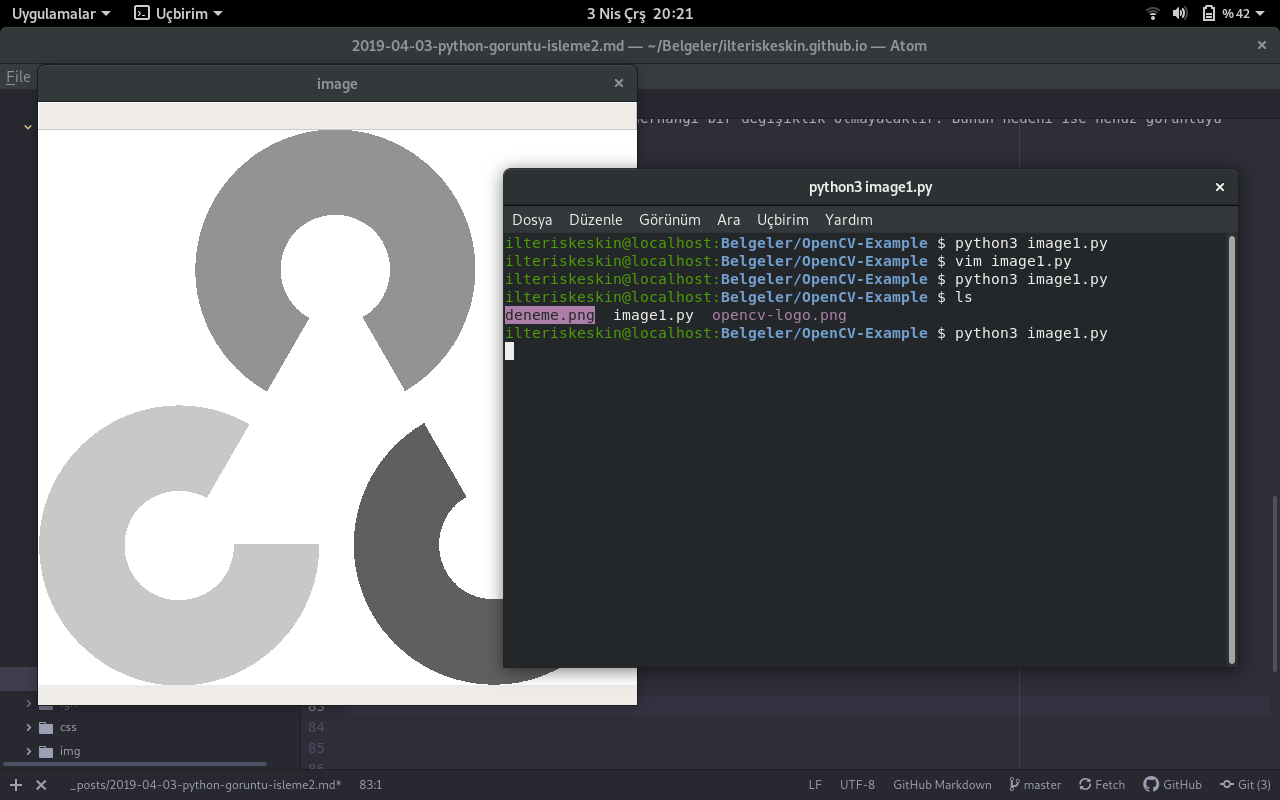 Uygulamalar Uçbirim 3 Nis Çrş 20:21 %42
2019-04-03-python-goruntu-isleme2.md — ~/Belgeler/ilteriskeskin.github.io — Atom
File
image
herhangi bir değişiklik olmayacaktır. Bunun nedeni ise henüz görüntüyü
python3 image1.py
Dosya Düzenle Görünüm Ara Uçbirim Yardım
ilteriskeskin@localhost:Belgeler/OpenCV-Example $ python3 image1.py
ilteriskeskin@localhost:Belgeler/OpenCV-Example $ vim image1.py
ilteriskeskin@localhost:Belgeler/OpenCV-Example $ python3 image1.py
ilteriskeskin@localhost:Belgeler/OpenCV-Example $ ls
deneme.png image1.py opencv-logo.png
ilteriskeskin@localhost:Belgeler/OpenCV-Example $ python3 image1.py
83
css 84
img 85
86
_posts/2019-04-03-python-goruntu-isleme2.md* 83:1 LF UTF-8 GitHub Markdown master Fetch GitHub Git (3)